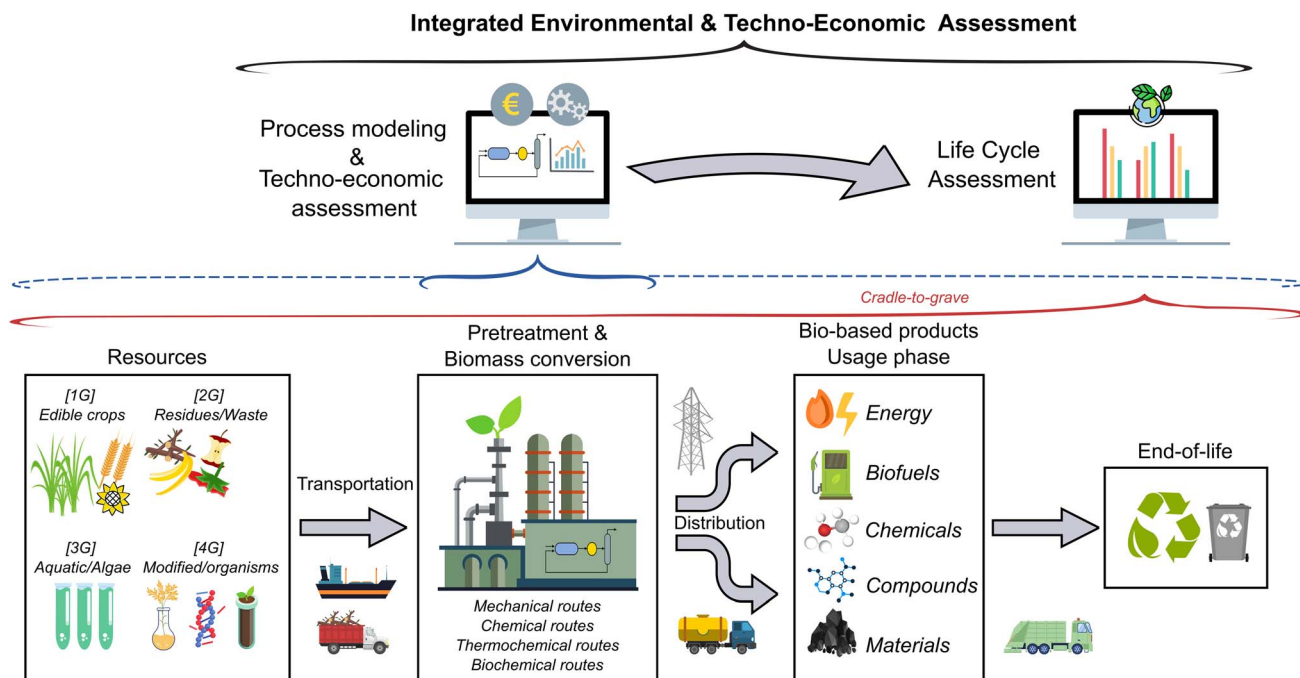 Integrated Environmental & Techno-Economic Assessment
€
Process modeling
&
Techno-economic
assessment
Life Cycle
Assessment
Cradle-to-grave
Resources
[1G]
Edible crops
[2G]
Residues/Waste
[3G]
Aquatic/Algae
[4G]
Modified/organisms
Transportation
Pretreatment &
Biomass conversion
Mechanical routes
Chemical routes
Thermochemical routes
Biochemical routes
Distribution
Bio-based products
Usage phase
Energy
Biofuels
Chemicals
Compounds
Materials
End-of-life